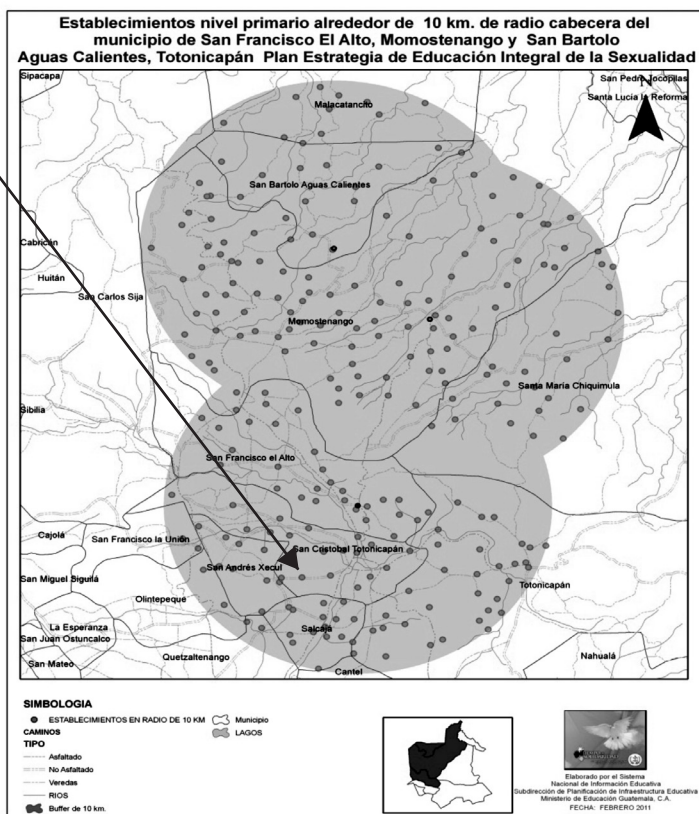 Establecimientos nivel primario alrededor de 10 km. de radio cabecera del
municipio de San Francisco El Alto, Momostenango y San Bartolo
Aguas Calientes, Totonicapán Plan Estrategia de Educación Integral de la Sexualidad
Sipacapa
San Pedro Jocopilas
N
Malacatancito
Santa Lucia la Reforma
San Bartolo Aguas Calientes
Cabricán
Huitán
San Carlos Sija
Momostenango
Santa María Chiquimula
Sibilia
San Francisco el Alto
Cajolá
San Francisco la Unión
San Cristobal Totonicapán
San Andrés Xecul
San Miguel Siguilá
Totonicapán
Olintepeque
La Esperanza
Salcajá
San Juan Ostuncalco
San Mateo
Quetzaltenango
Cantel
Nahualá
SIMBOLOGIA
ESTABLECIMIENTOS EN RADIO DE 10 KM
Municipio
CAMINOS
LAGOS
TIPO
Asfaltado
No Asfaltado
Veredas
RIOS
Buffer de 10 km.
Elaborado por el Sistema
Nacional de Información Educativa
Subdirección de Planificación de Infraestructura Educativa
Ministerio de Educación Guatemala, C.A.
FECHA: FEBRERO 2011